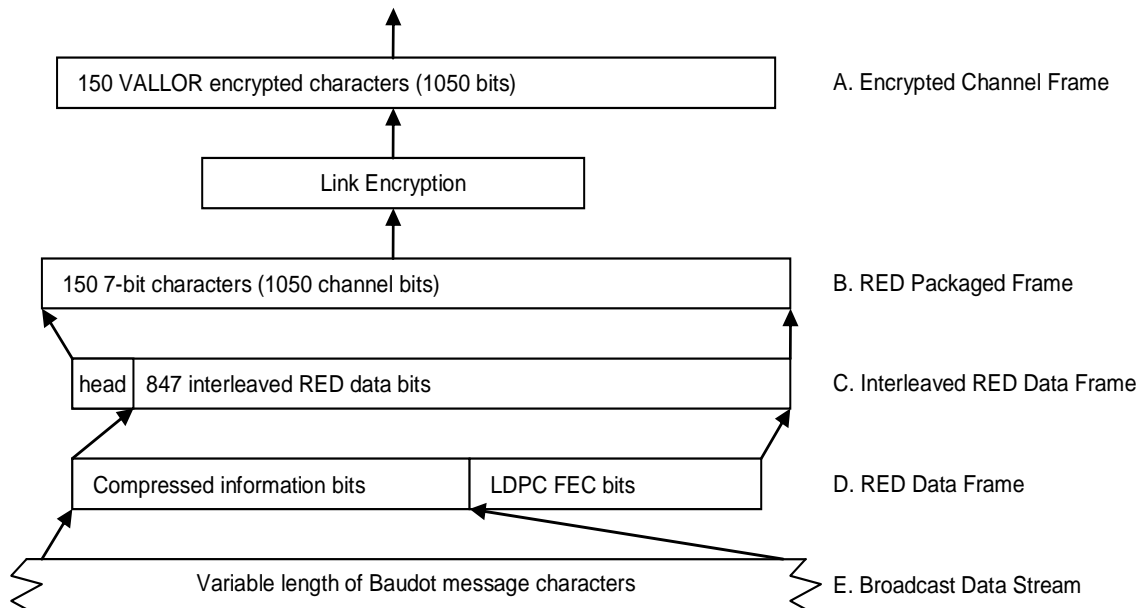 150 VALLOR encrypted characters (1050 bits)
A. Encrypted Channel Frame
Link Encryption
150 7-bit characters (1050 channel bits)
B. RED Packaged Frame
head
847 interleaved RED data bits
C. Interleaved RED Data Frame
Compressed information bits
LDPC FEC bits
D. RED Data Frame
Variable length of Baudot message characters
E. Broadcast Data Stream